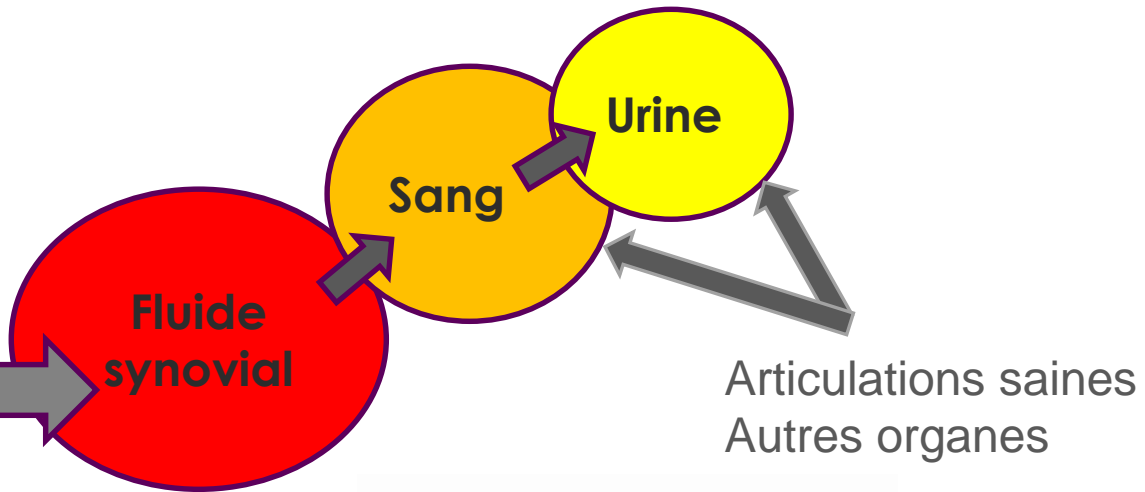 Urine
Sang
Fluide
synovial
Articulations saines
Autres organes